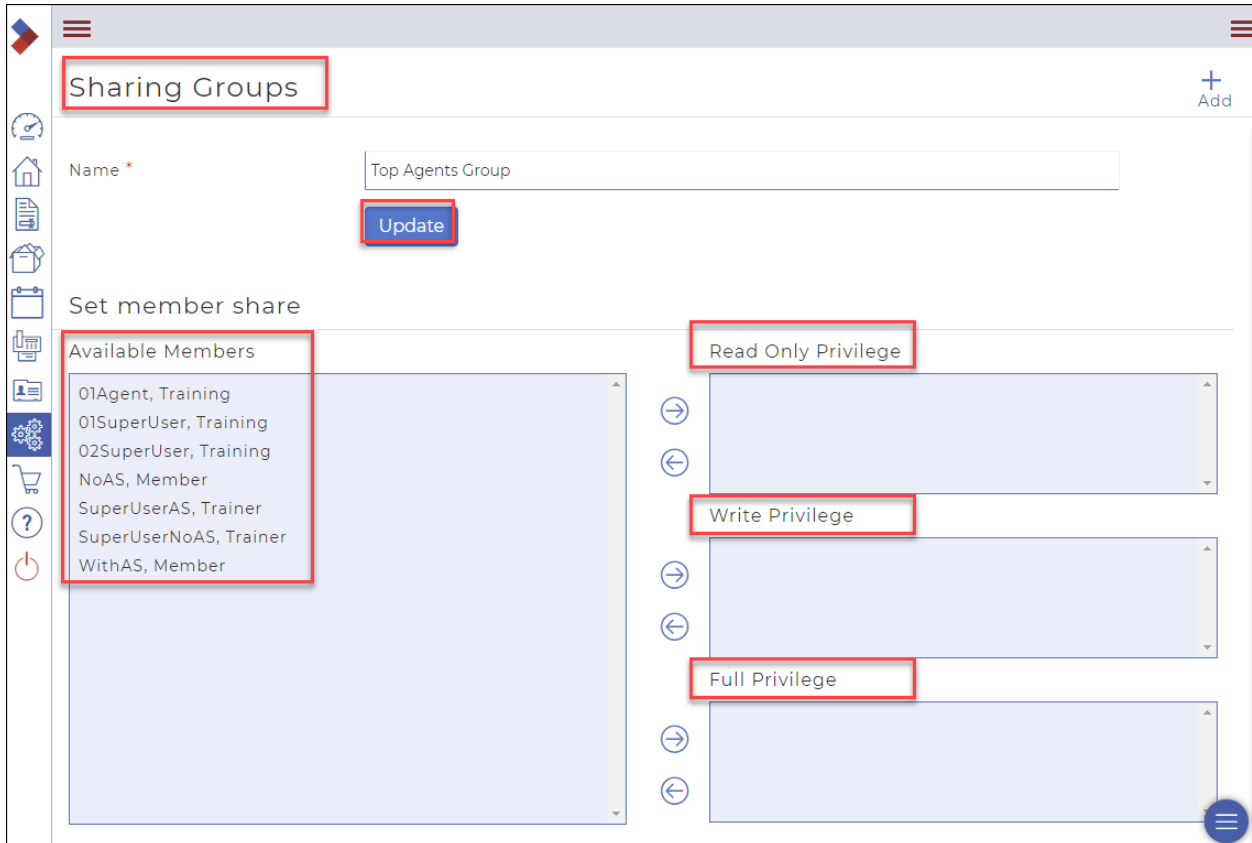 Sharing Groups
Add
Name *
Top Agents Group
Update
Set member share
Available Members
Read Only Privilege
01Agent, Training
01SuperUser, Training
02SuperUser, Training
NoAS, Member
SuperUserAS, Trainer
SuperUserNoAS, Trainer
WithAS, Member
Write Privilege
Full Privilege
?